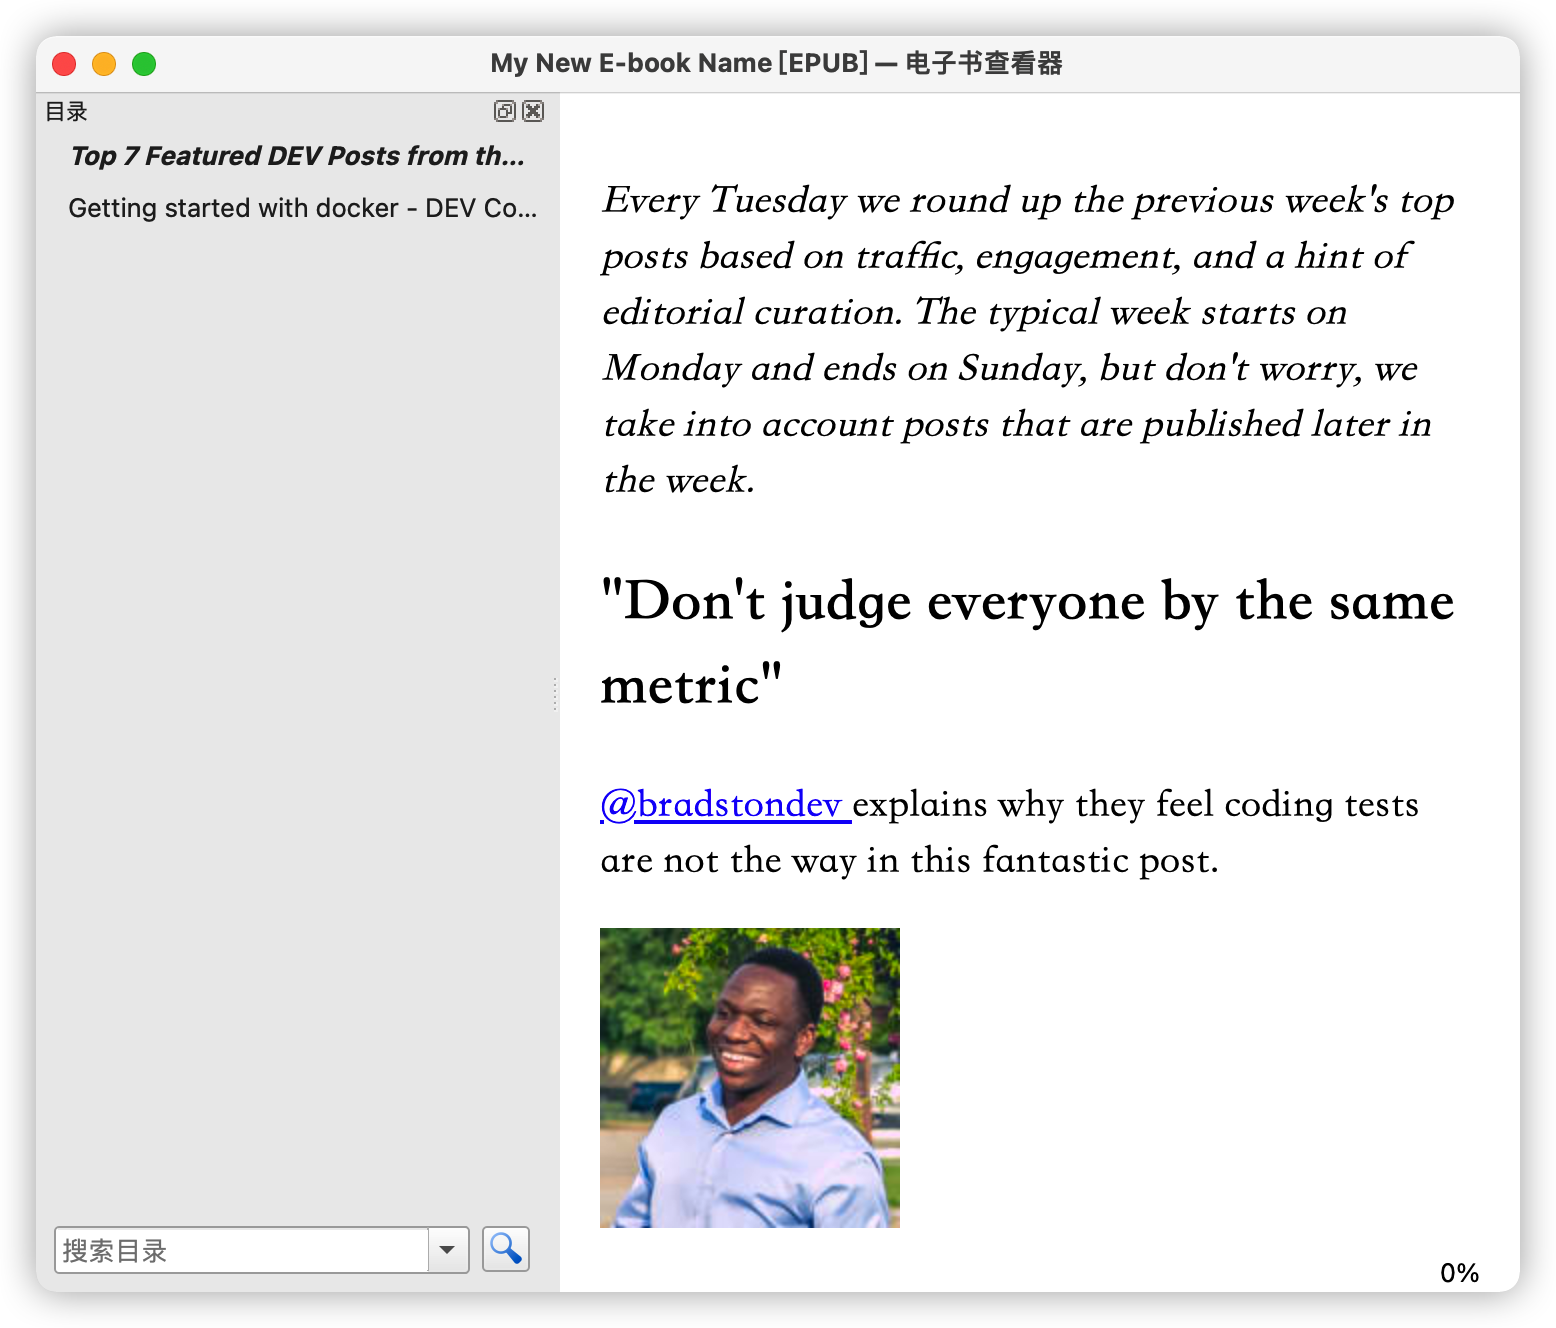 My New E-book Name [EPUB] — 电子书查看器
目录
Top 7 Featured DEV Posts from th...
Getting started with docker - DEV Co...
搜索目录
Every Tuesday we round up the previous week's top
posts based on traffic, engagement, and a hint of
editorial curation. The typical week starts on
Monday and ends on Sunday, but don't worry, we
take into account posts that are published later in
the week.
"Don't judge everyone by the same
metric"
@bradstondev explains why they feel coding tests
are not the way in this fantastic post.
0%